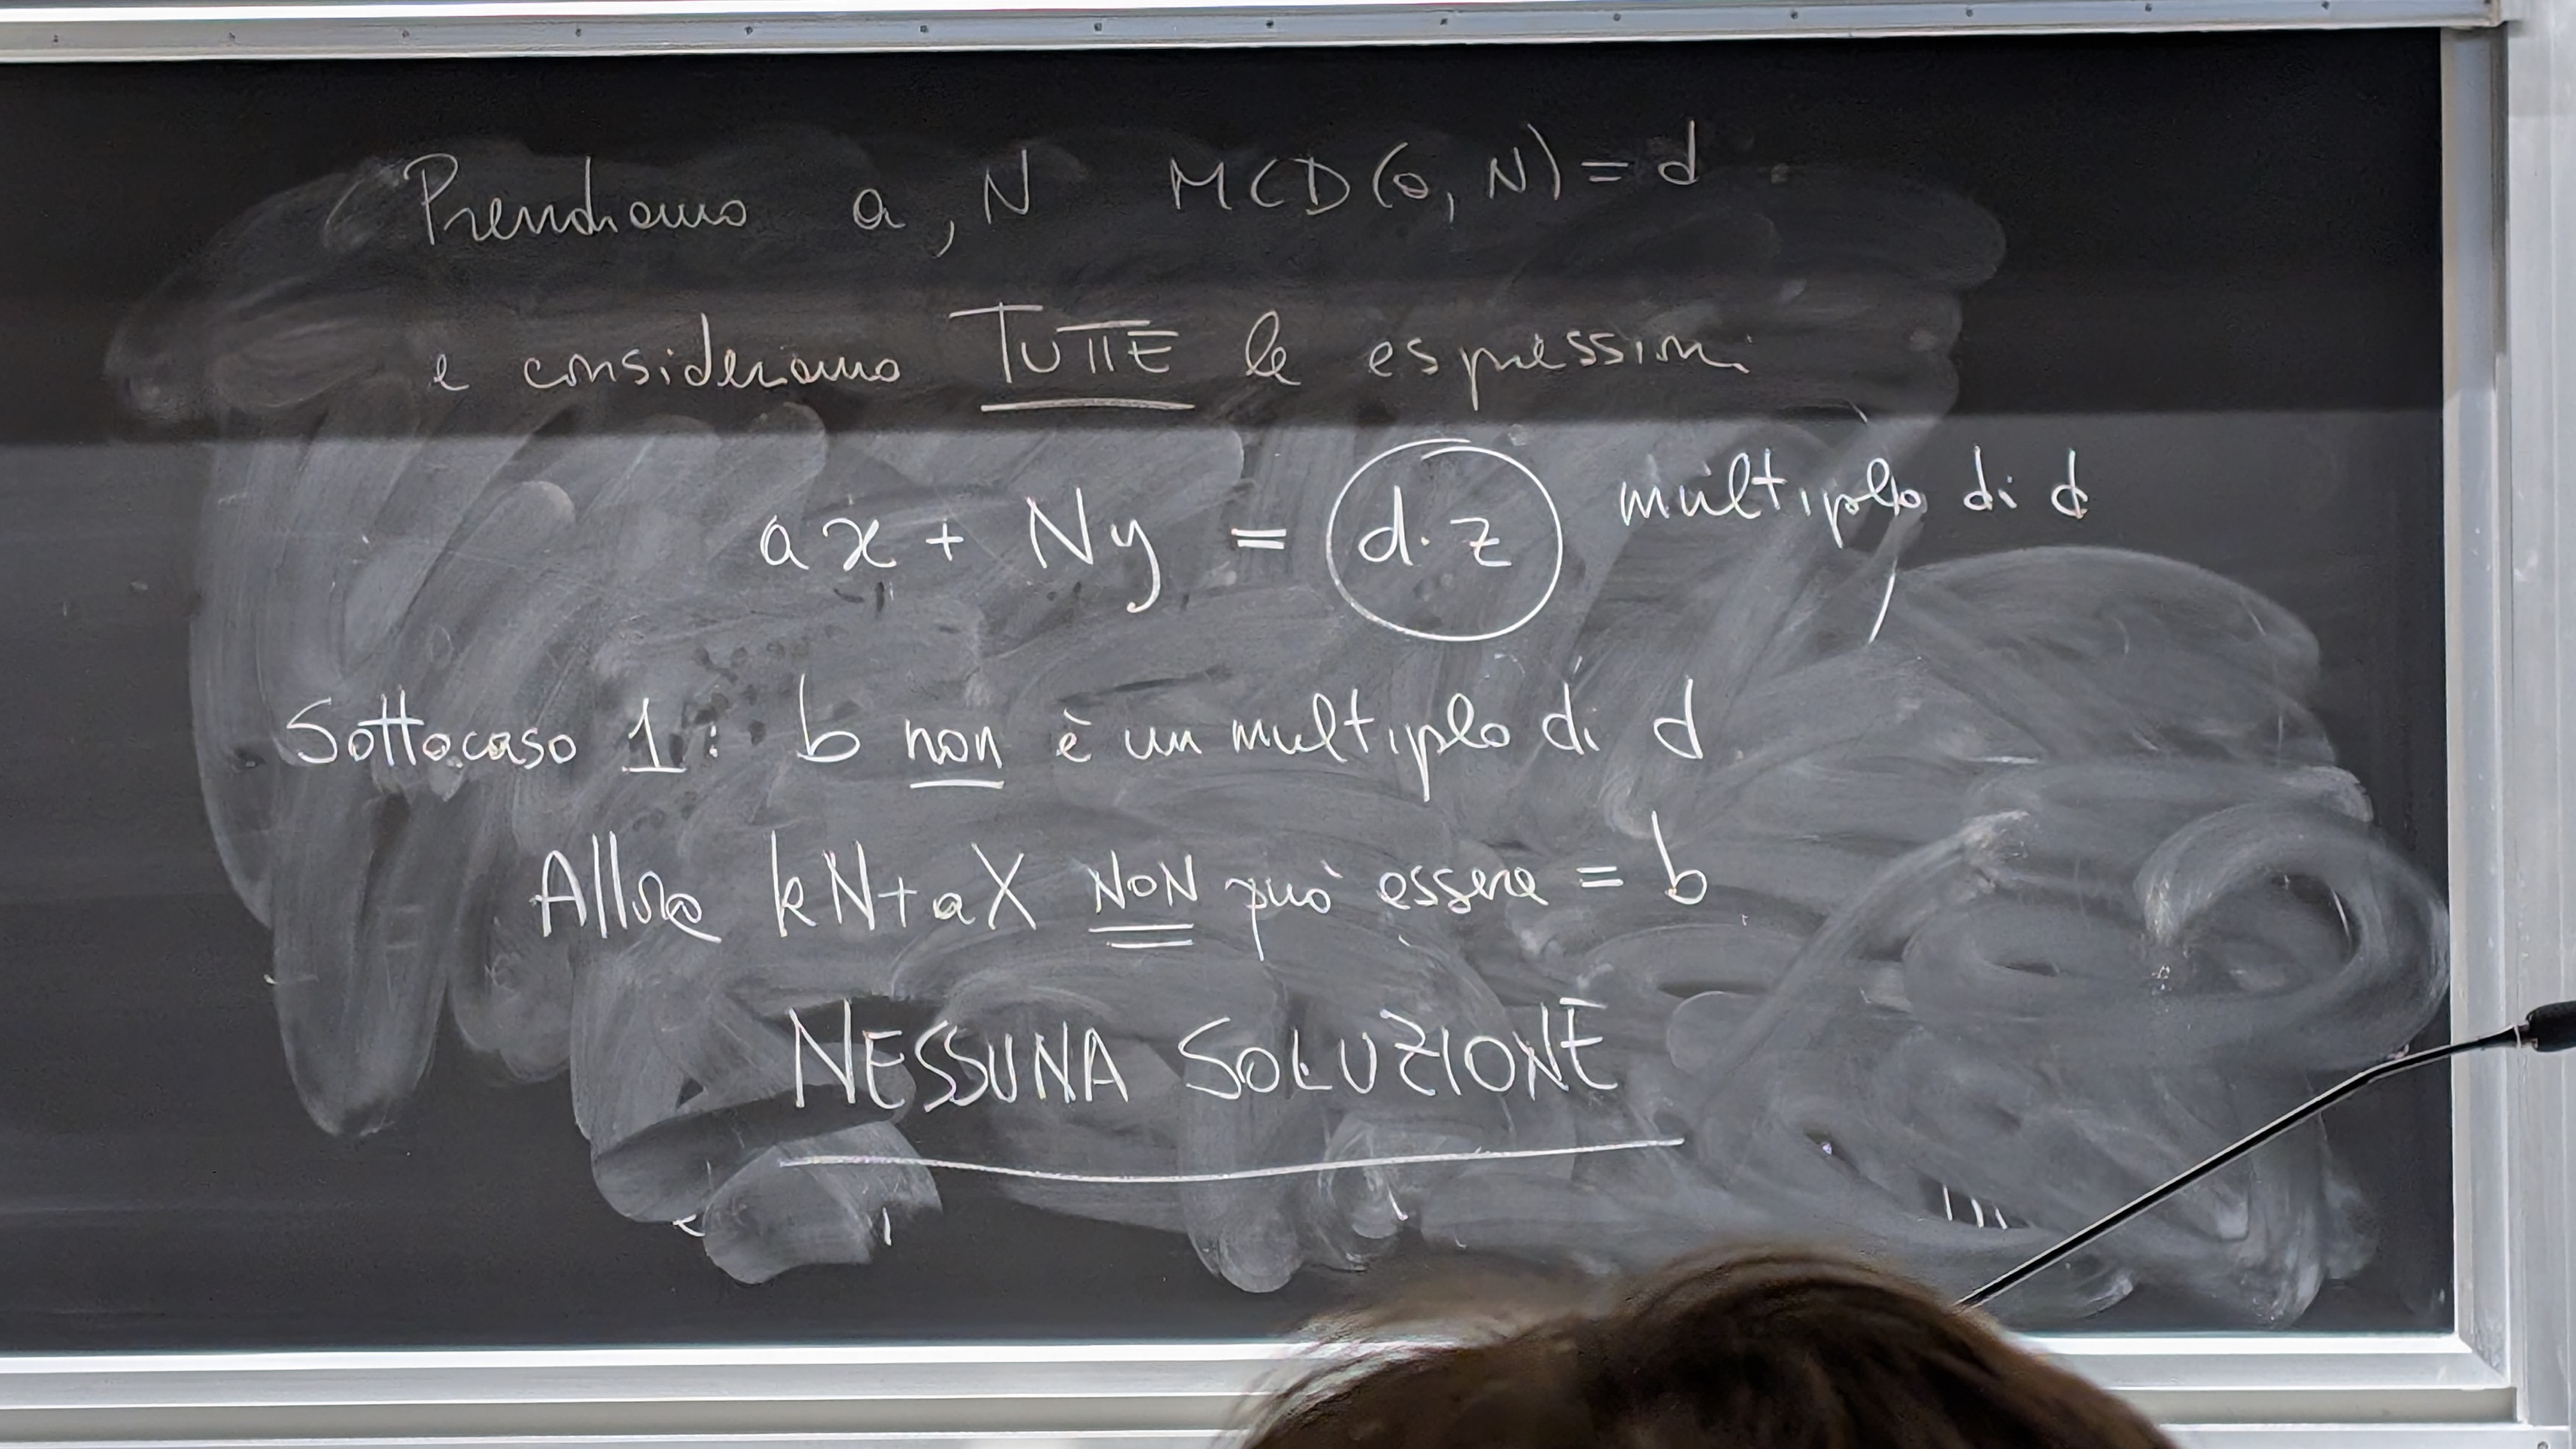 Prendiamo a, N MCD(a, N) = d
e consideriamo TUTTE le espressioni
ax + Ny = d·z multiplo di d
Sottocaso 1: b non è un multiplo di d
Allora kN+aX NON può essere = b
NESSUNA SOLUZIONE